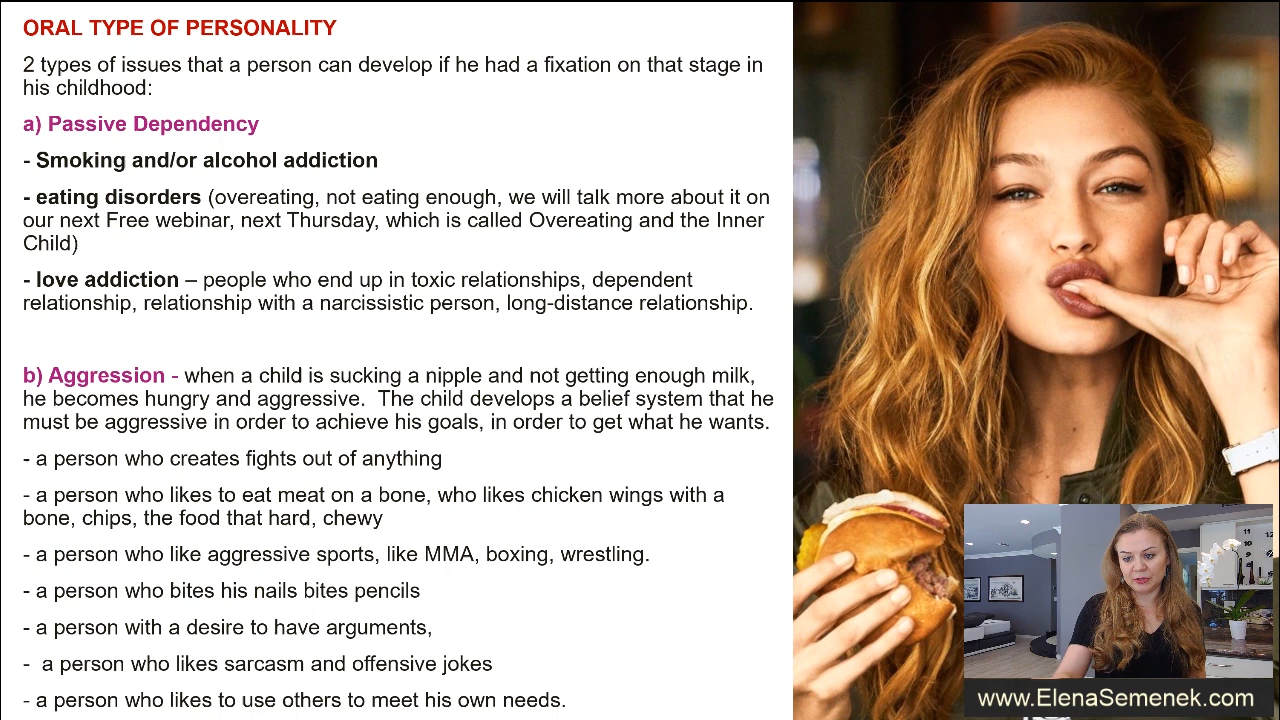 ORAL TYPE OF PERSONALITY
2 types of issues that a person can develop if he had a fixation on that stage in
his childhood:
a) Passive Dependency
- Smoking and/or alcohol addiction
- eating disorders (overeating, not eating enough, we will talk more about it on
our next Free webinar, next Thursday, which is called Overeating and the Inner
Child)
- love addiction – people who end up in toxic relationships, dependent
relationship, relationship with a narcissistic person, long-distance relationship.
b) Aggression - when a child is sucking a nipple and not getting enough milk,
he becomes hungry and aggressive.  The child develops a belief system that he
must be aggressive in order to achieve his goals, in order to get what he wants.
- a person who creates fights out of anything
- a person who likes to eat meat on a bone, who likes chicken wings with a
bone, chips, the food that hard, chewy
- a person who like aggressive sports, like MMA, boxing, wrestling.
- a person who bites his nails bites pencils
- a person with a desire to have arguments,
-  a person who likes sarcasm and offensive jokes
- a person who likes to use others to meet his own needs.
www.ElenaSemenek.com